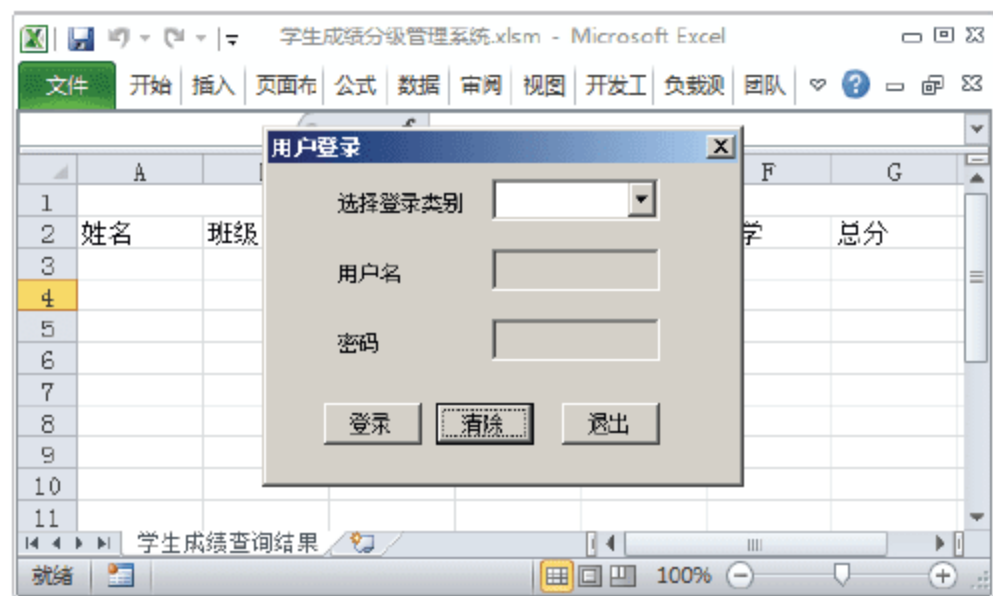 学生成绩分级管理系统.xlsm - Microsoft Excel
文件 开始 插入 页面布 公式 数据 审阅 视图 开发工 负载测 团队
用户登录
A F G
1
选择登录类别
2 姓名 班级 学 总分
3
用户名
4
5
密码
6
7
8
登录 清除 退出
9
10
11
学生成绩查询结果
就绪 100%